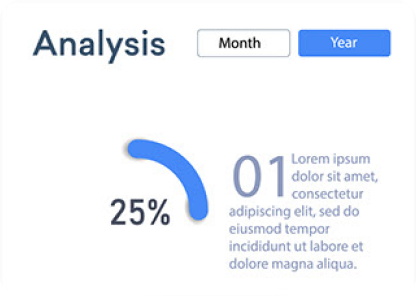 Analysis
Month
Year
25%
01
Lorem ipsum
dolor sit amet,
consectetur
adipiscing elit, sed do
eiusmod tempor
incididunt ut labore et
dolore magna aliqua.